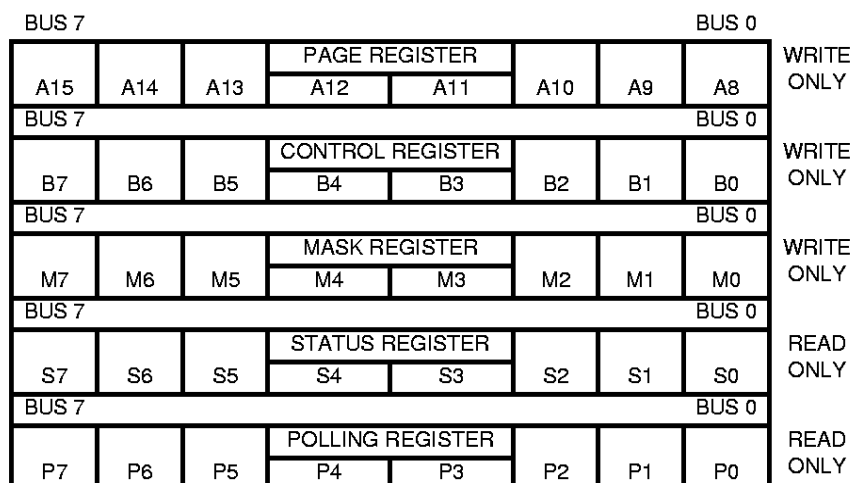 BUS 7 BUS 0
PAGE REGISTER WRITE ONLY
A15 A14 A13 A12 A11 A10 A9 A8
BUS 7 BUS 0
CONTROL REGISTER WRITE ONLY
B7 B6 B5 B4 B3 B2 B1 B0
BUS 7 BUS 0
MASK REGISTER WRITE ONLY
M7 M6 M5 M4 M3 M2 M1 M0
BUS 7 BUS 0
STATUS REGISTER READ ONLY
S7 S6 S5 S4 S3 S2 S1 S0
BUS 7 BUS 0
POLLING REGISTER READ ONLY
P7 P6 P5 P4 P3 P2 P1 P0